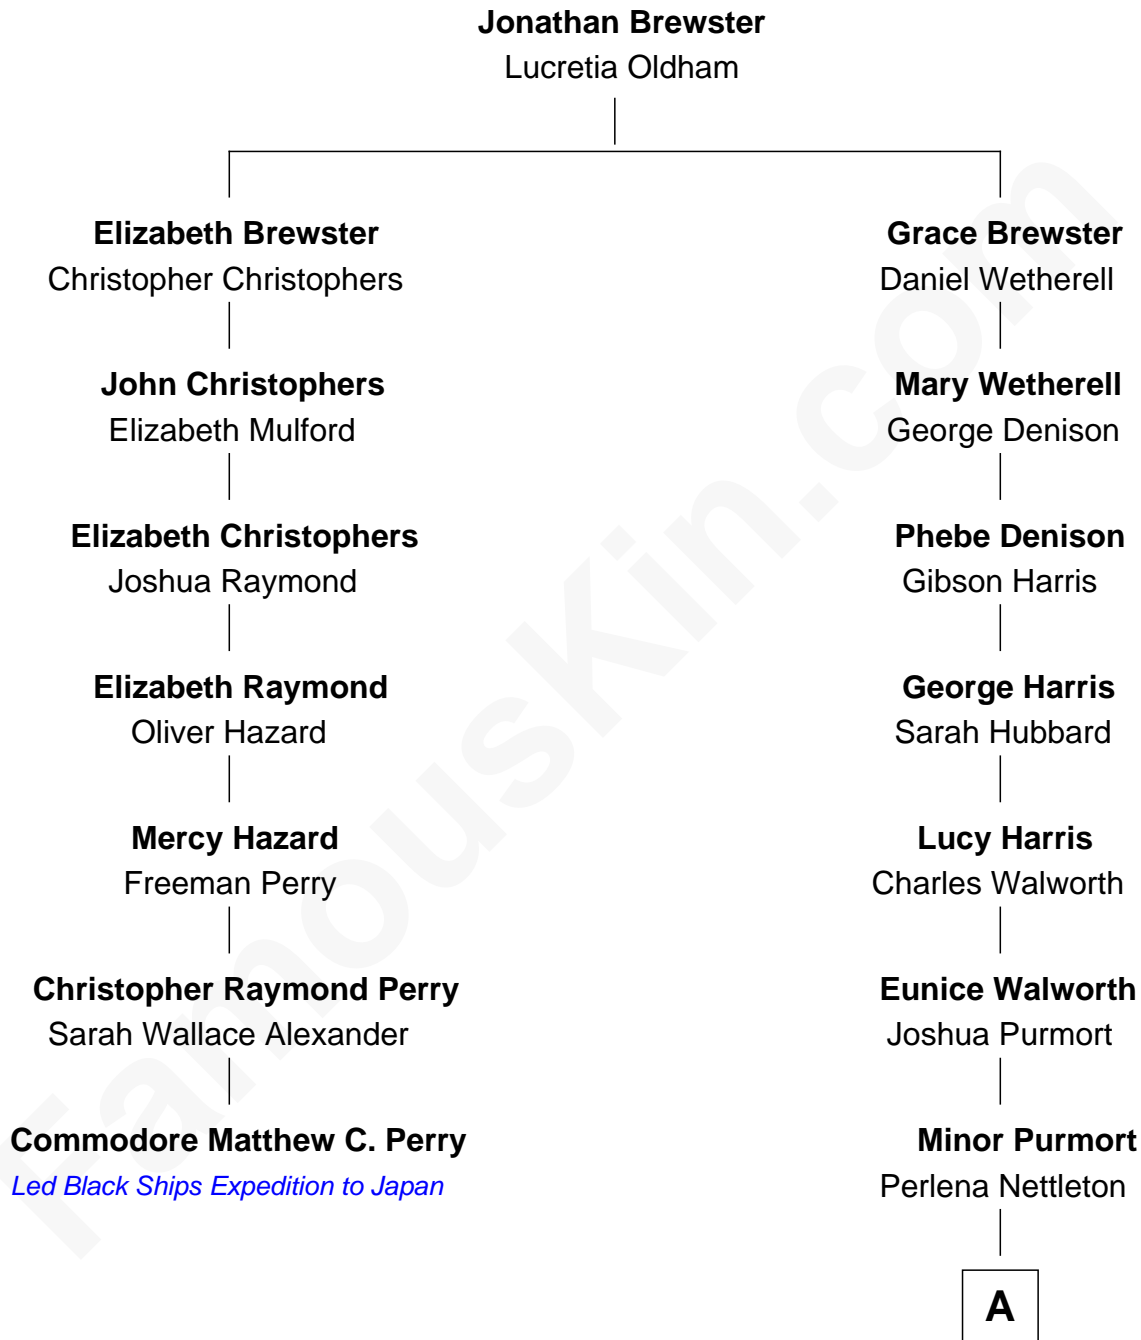 Jonathan Brewster
Lucretia Oldham
Elizabeth Brewster
Christopher Christophers
Grace Brewster
Daniel Wetherell
John Christophers
Elizabeth Mulford
Mary Wetherell
George Denison
Elizabeth Christophers
Joshua Raymond
Phebe Denison
Gibson Harris
Elizabeth Raymond
Oliver Hazard
George Harris
Sarah Hubbard
Mercy Hazard
Freeman Perry
Lucy Harris
Charles Walworth
Christopher Raymond Perry
Sarah Wallace Alexander
Eunice Walworth
Joshua Purmort
Commodore Matthew C. Perry
Led Black Ships Expedition to Japan
Minor Purmort
Perlena Nettleton
A
FamousKin.com